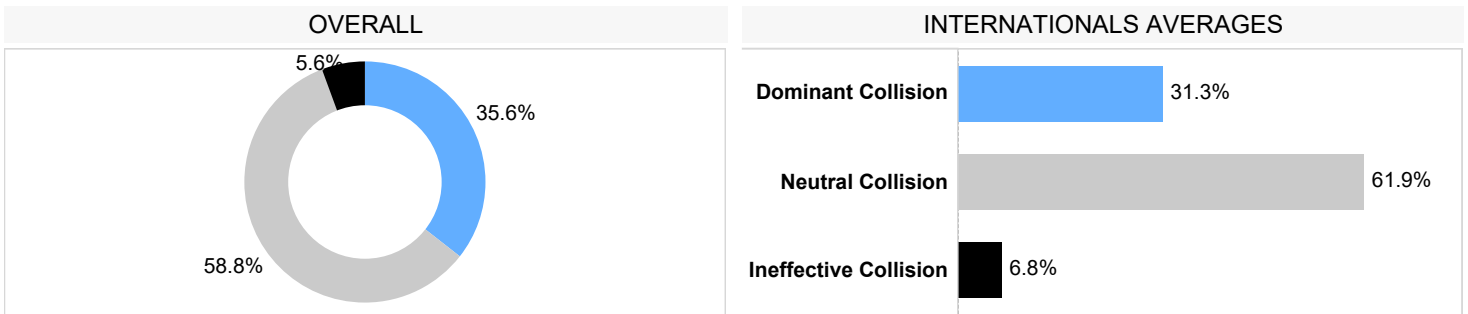 OVERALL
5.6%
35.6%
58.8%
INTERNATIONALS AVERAGES
Dominant Collision 31.3%
Neutral Collision 61.9%
Ineffective Collision 6.8%